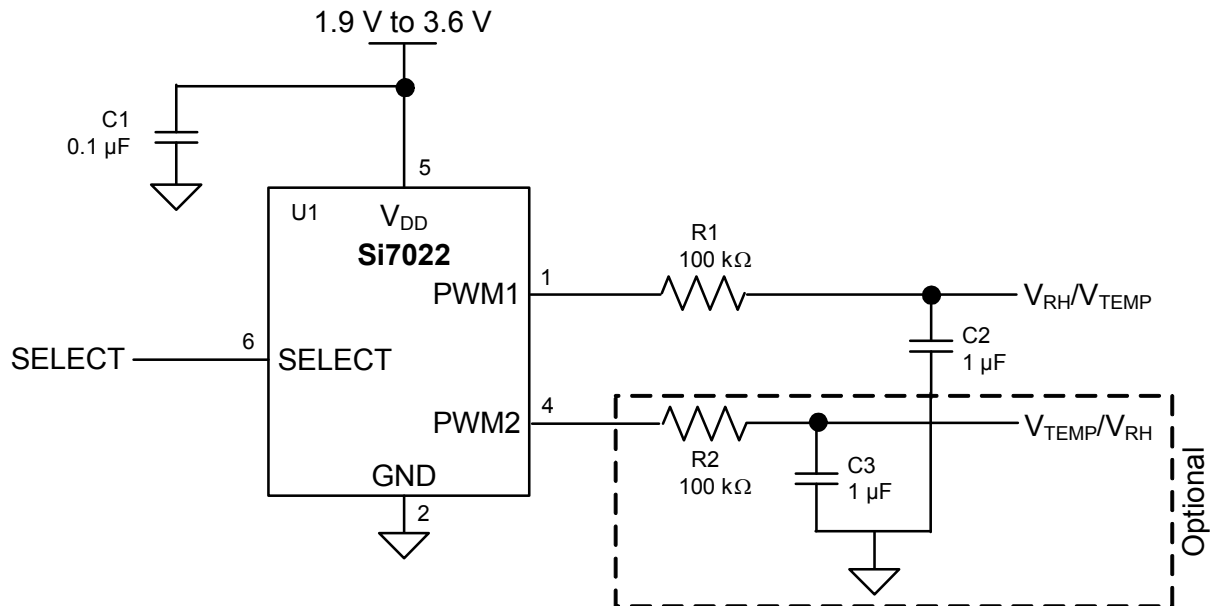 1.9 V to 3.6 V
C1
0.1 µF
5
U1
VDD
Si7022
R1
100 kΩ
PWM1
1
VRH/VTEMP
C2
1 µF
SELECT
6
SELECT
PWM2
4
VTEMP/VRH
R2
100 kΩ
C3
1 µF
GND
2
Optional